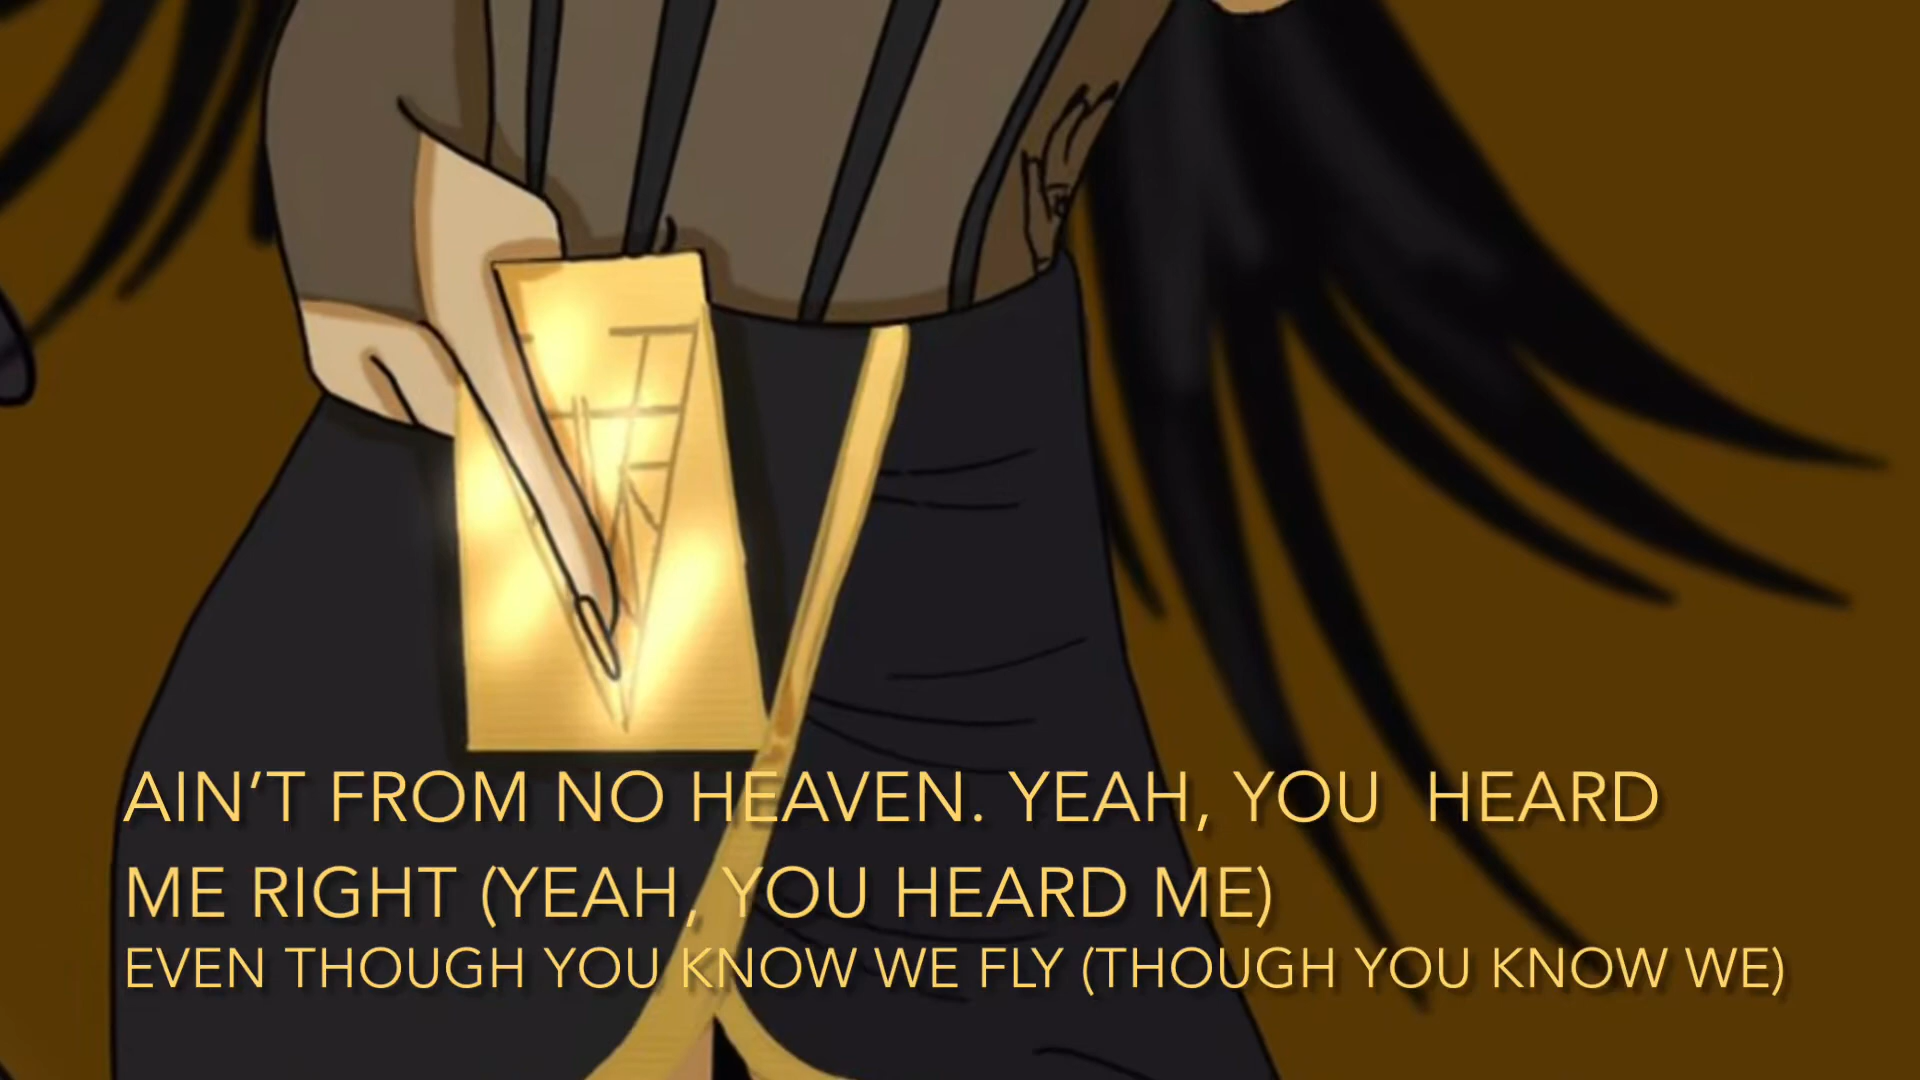 AIN’T FROM NO HEAVEN. YEAH, YOU  HEARD
ME RIGHT (YEAH, YOU HEARD ME)
EVEN THOUGH YOU KNOW WE FLY (THOUGH YOU KNOW WE)